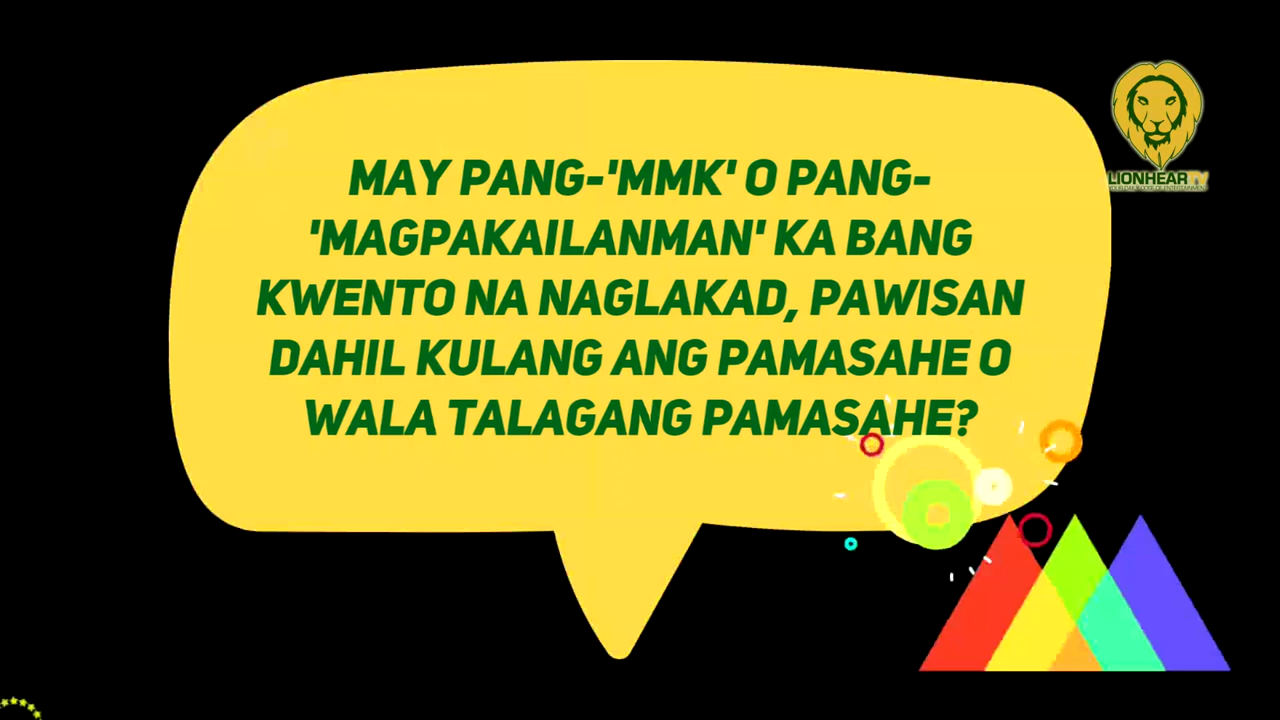 MAY PANG-'MMK' O PANG-
'MAGPAKAILANMAN' KA BANG
KWENTO NA NAGLAKAD, PAWISAN
DAHIL KULANG ANG PAMASAHE O
WALA TALAGANG PAMASAHE?
LIONHEARTV